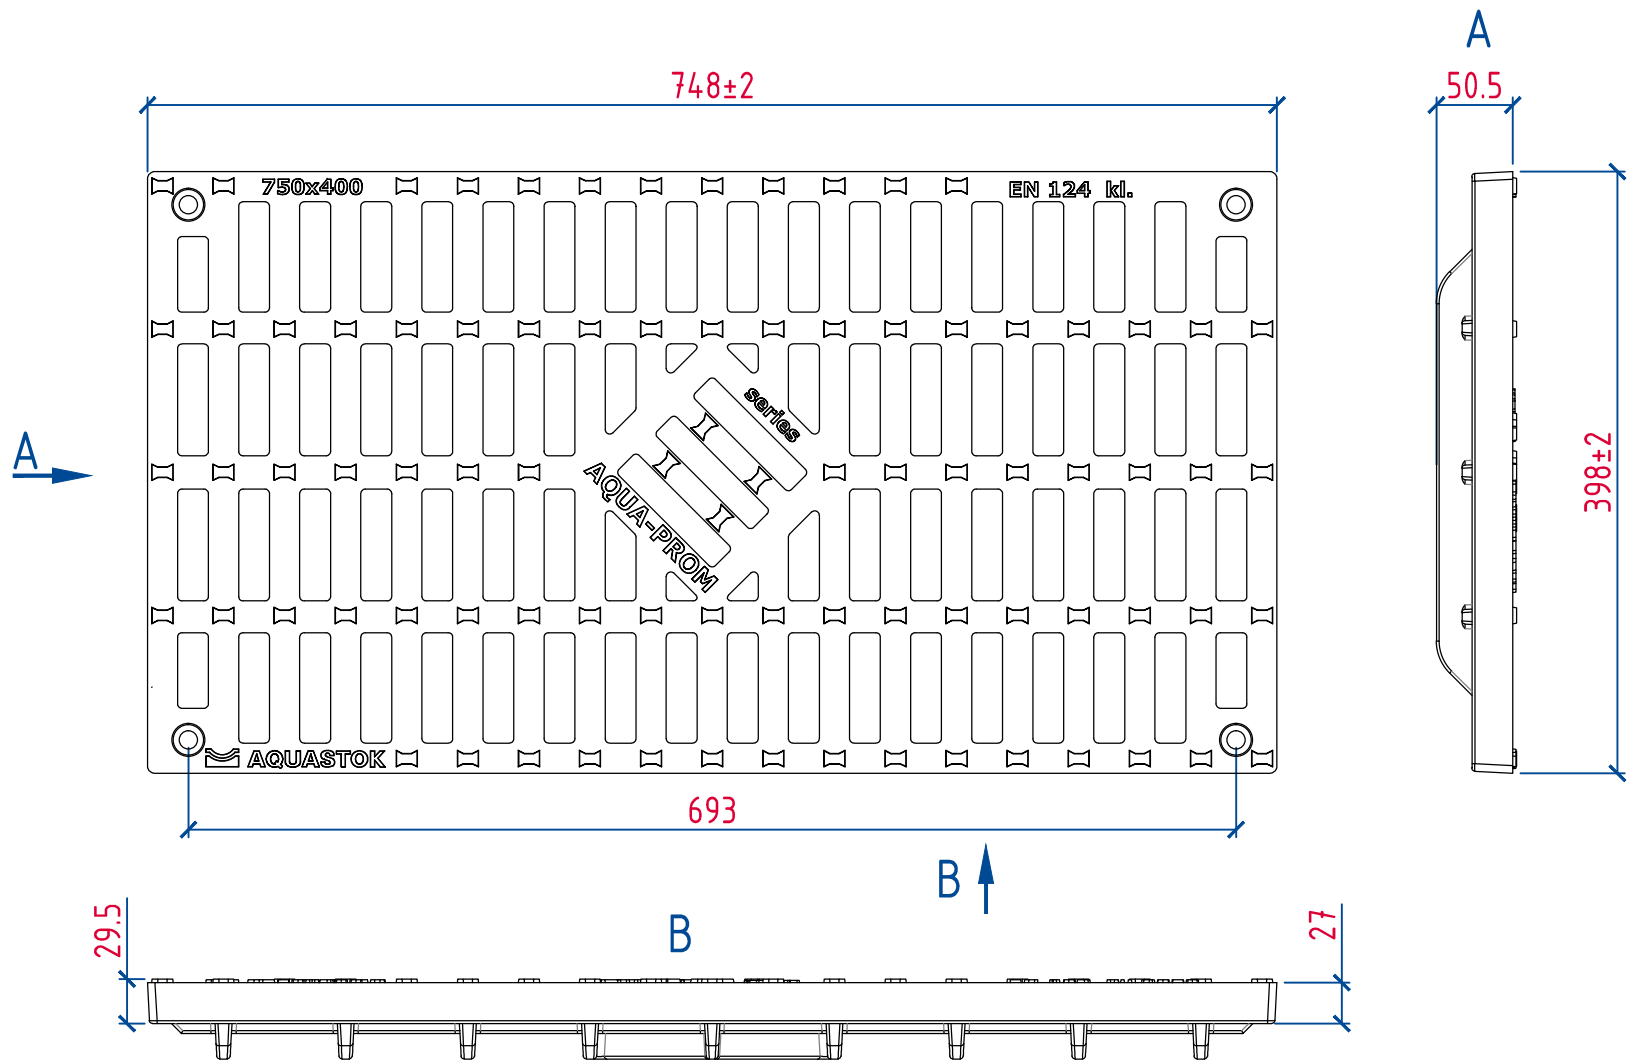 A
748±2
50.5
750x400
EN 124 kl.
series
A
398±2
AQUA-PROM
AQUASTOK
693
B
29.5
B
27